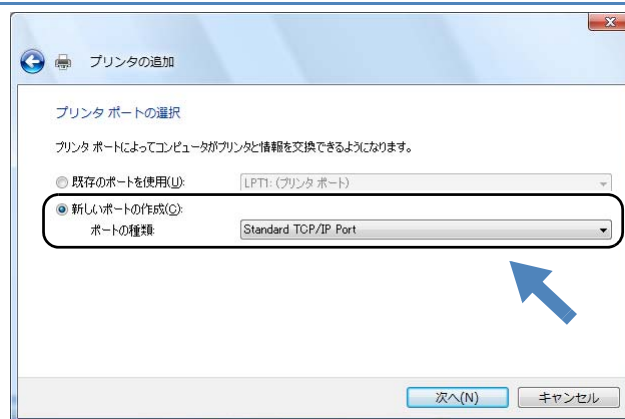 プリンタの追加
プリンタ ポートの選択
プリンタ ポートによってコンピュータがプリンタと情報を交換できるようになります。
既存のポートを使用(U): LPT1: (プリンタ ポート)
新しいポートの作成(C):
ポートの種類: Standard TCP/IP Port
次へ(N) キャンセル